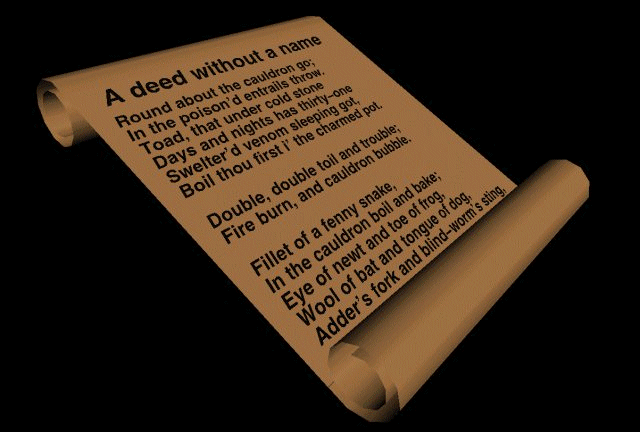 A deed without a name
Round about the cauldron go;
In the poison'd entrails throw.
Toad, that under cold stone
Days and nights has thirty-one
Swelter'd venom sleeping got,
Boil thou first i' the charmed pot.
Double, double toil and trouble;
Fire burn, and cauldron bubble.
Fillet of a fenny snake,
In the cauldron boil and bake;
Eye of newt and toe of frog,
Wool of bat and tongue of dog,
Adder's fork and blind-worm's sting,